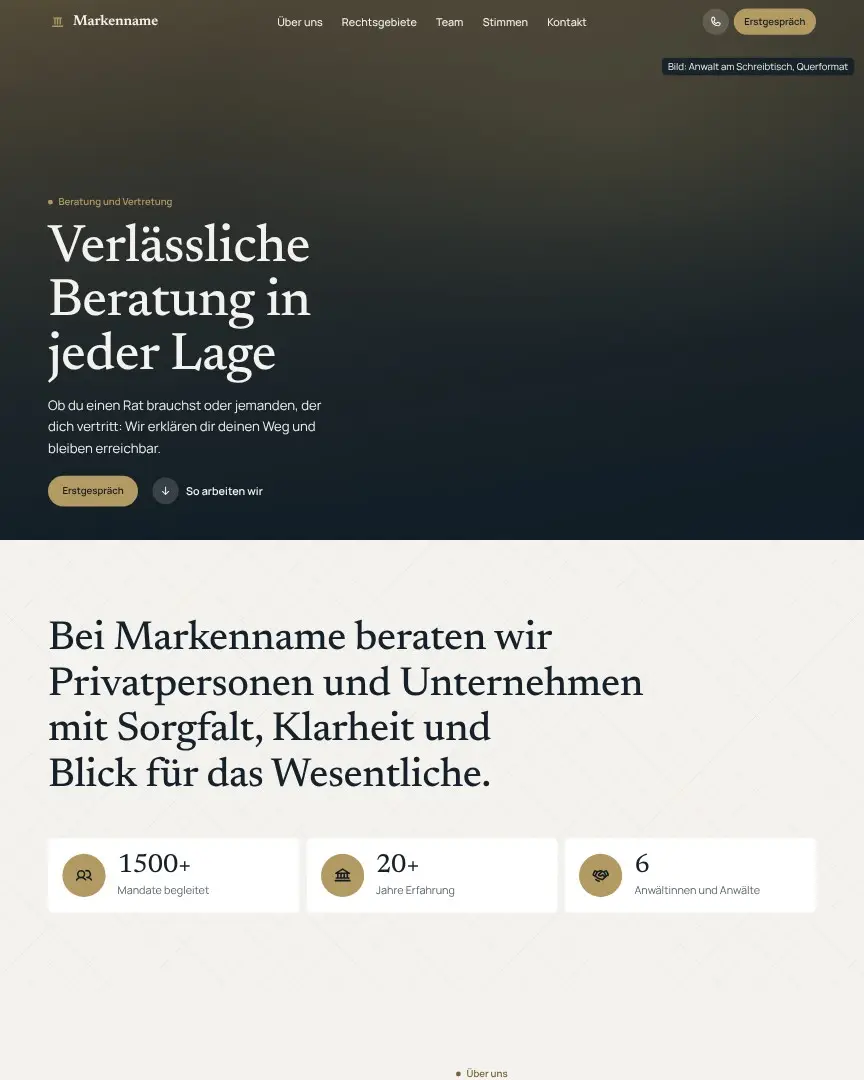 Markenname
Über uns
Rechtsgebiete
Team
Stimmen
Kontakt
Erstgespräch
Bild: Anwalt am Schreibtisch, Querformat
Beratung und Vertretung
Verlässliche
Beratung in
jeder Lage
Ob du einen Rat brauchst oder jemanden, der
dich vertritt: Wir erklären dir deinen Weg und
bleiben erreichbar.
Erstgespräch
So arbeiten wir
Bei Markenname beraten wir
Privatpersonen und Unternehmen
mit Sorgfalt, Klarheit und
Blick für das Wesentliche.
1500+
Mandate begleitet
20+
Jahre Erfahrung
6
Anwältinnen und Anwälte
Über uns